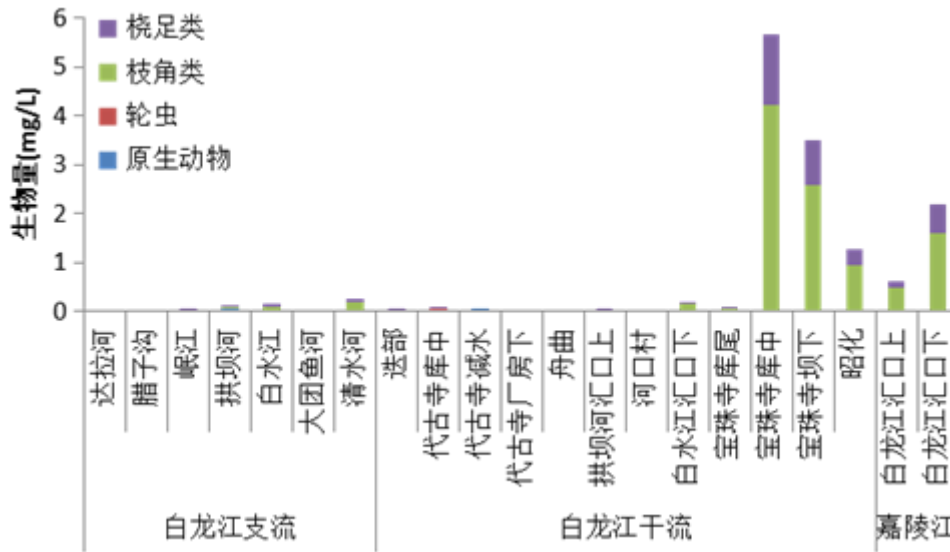 6
5
4
3
2
1
0
生物量(mg/L)
桡足类
枝角类
轮虫
原生动物
达拉河
腊子沟
岷江
拱坝河
白水江
大团鱼河
清水河
迭部
代古寺库中
代古寺减水
代古寺厂房下
舟曲
拱坝河汇口上
河口村
白水江汇口下
宝珠寺库尾
宝珠寺库中
宝珠寺坝下
昭化
白龙江汇口上
白龙江汇口下
白龙江支流
白龙江干流
嘉陵江